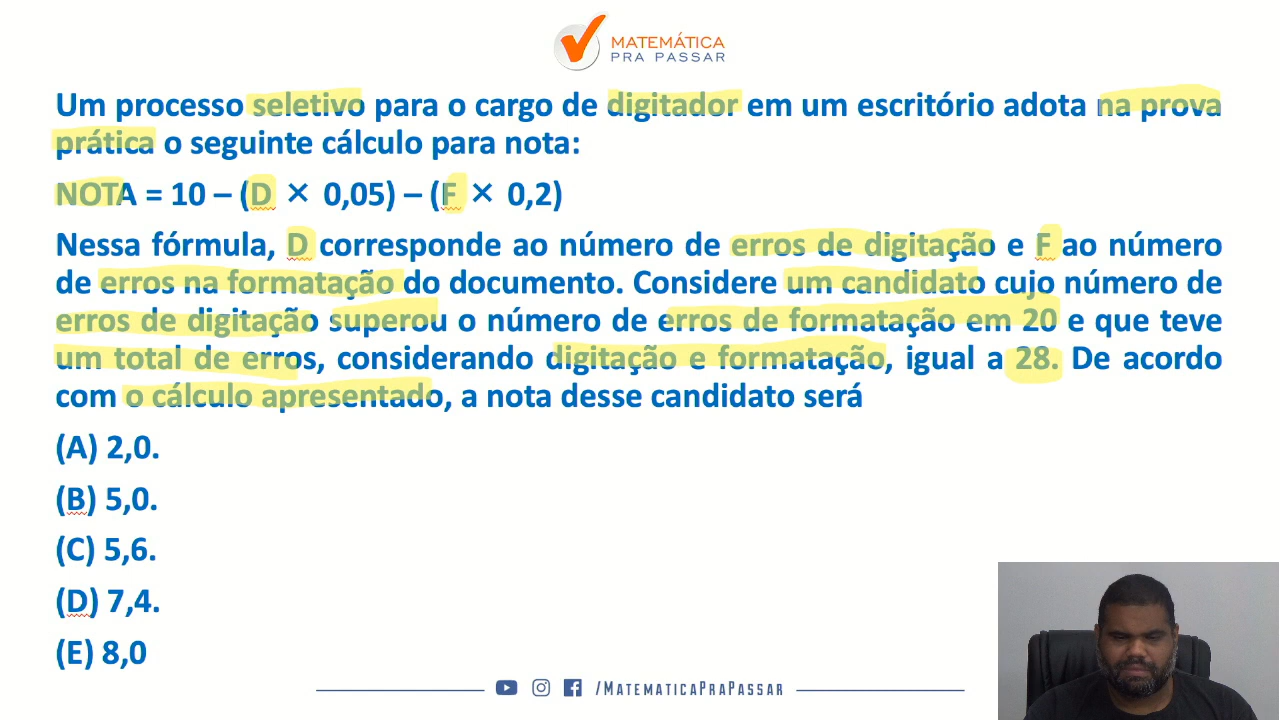 MATEMÁTICA
PRA PASSAR
Um processo seletivo para o cargo de digitador em um escritório adota na prova
prática o seguinte cálculo para nota:
NOTA = 10 – (D × 0,05) – (F × 0,2)
Nessa fórmula, D corresponde ao número de erros de digitação e F ao número
de erros na formatação do documento. Considere um candidato cujo número de
erros de digitação superou o número de erros de formatação em 20 e que teve
um total de erros, considerando digitação e formatação, igual a 28. De acordo
com o cálculo apresentado, a nota desse candidato será
(A) 2,0.
(B) 5,0.
(C) 5,6.
(D) 7,4.
(E) 8,0
/MatematicaPraPassar